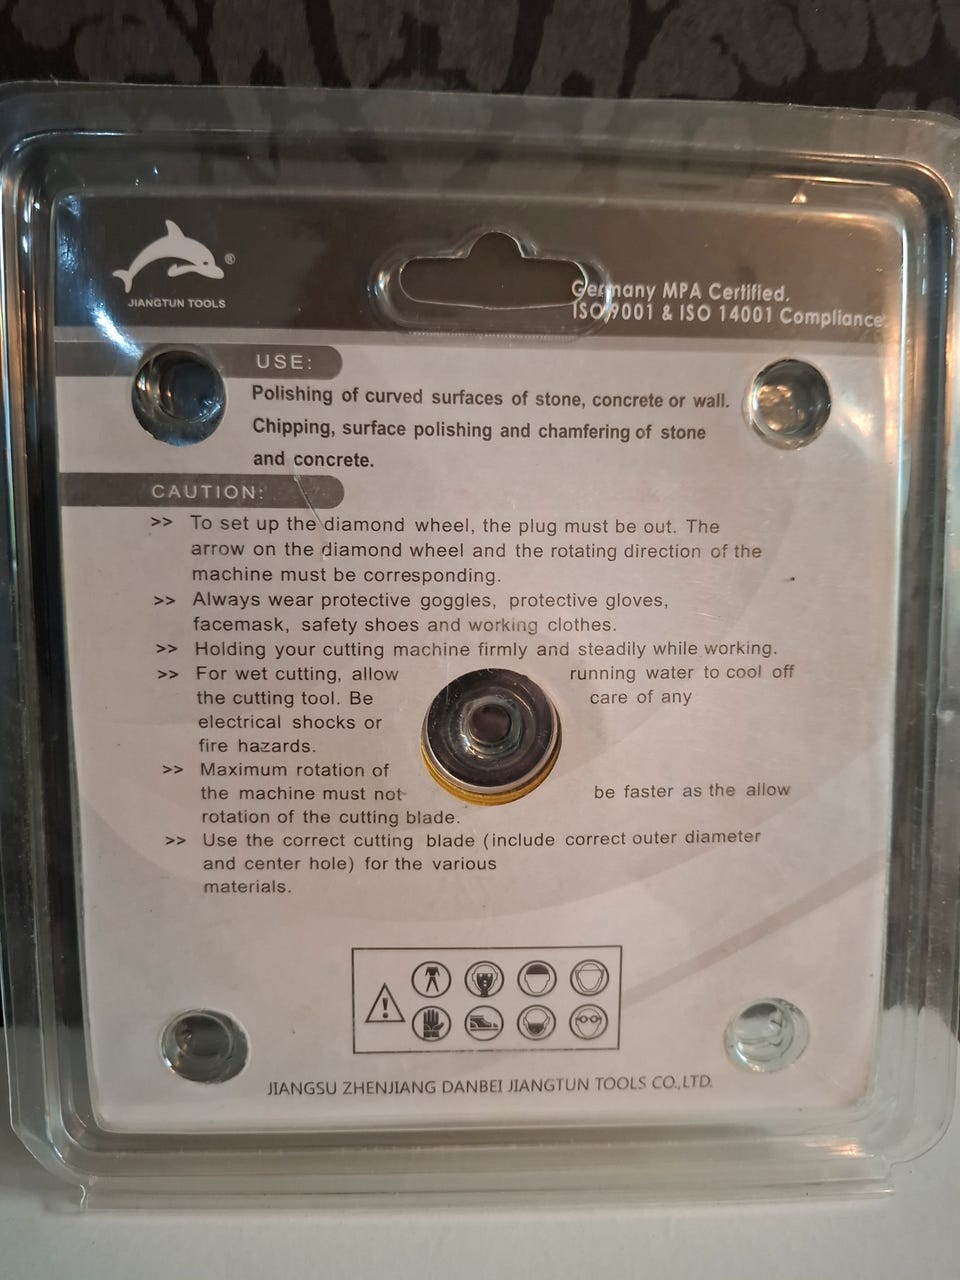 ®
JIANGTUN TOOLS
Germany MPA Certified.
ISO 9001 & ISO 14001 Compliance
USE:
Polishing of curved surfaces of stone, concrete or wall.
Chipping, surface polishing and chamfering of stone
and concrete.
CAUTION:
>> To set up the diamond wheel, the plug must be out. The
arrow on the diamond wheel and the rotating direction of the
machine must be corresponding.
>> Always wear protective goggles, protective gloves,
facemask, safety shoes and working clothes.
>> Holding your cutting machine firmly and steadily while working.
>> For wet cutting, allow running water to cool off
the cutting tool. Be care of any
electrical shocks or
fire hazards.
>> Maximum rotation of
the machine must not be faster as the allow
rotation of the cutting blade.
>> Use the correct cutting blade (include correct outer diameter
and center hole) for the various
materials.
JIANGSU ZHENJIANG DANBEI JIANGTUN TOOLS CO.,LTD.